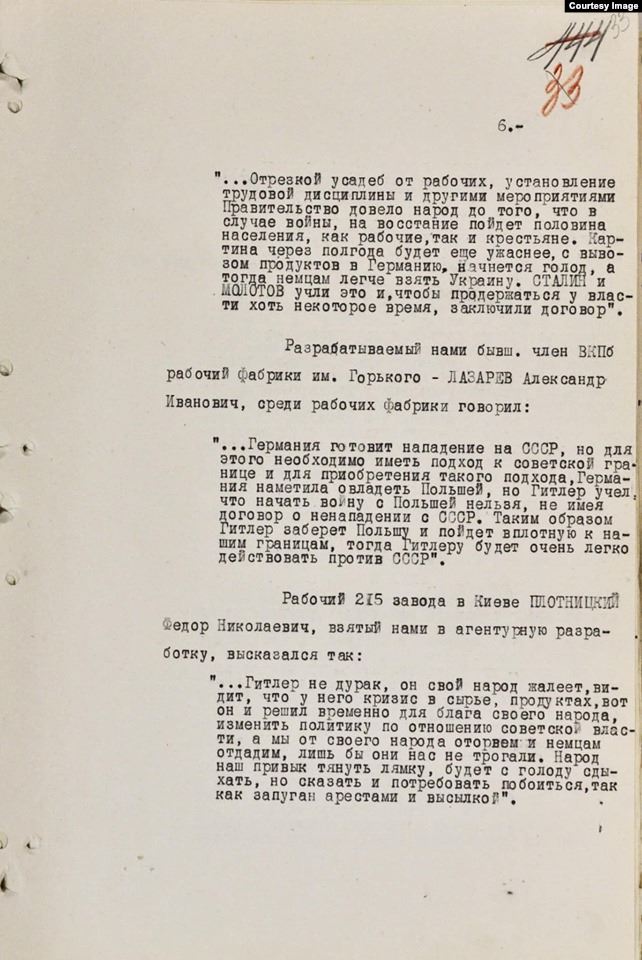 Courtesy Image
33
144
33
6.-
"...Отрезкой усадеб от рабочих, установление
трудовой дисциплины и другими мероприятиями
Правительство довело народ до того, что в
случае войны, на восстание пойдет половина
населения, как рабочие,так и крестьяне. Кар-
тина через полгода будет еще ужаснее,с выво-
зом продуктов в Германию, начнется голод, а
тогда немцам легче взять Украину. СТАЛИН и
МОЛОТОВ учли это и,чтобы продержаться у влас-
ти хоть некоторое время, заключили договор".
Разрабатываемый нами бывш. член ВКПб
рабочий фабрики им. Горького - ЛАЗАРЕВ Александр
Иванович, среди рабочих фабрики говорил:
"...Германия готовит нападение на СССР, но для
этого необходимо иметь подход к советской гра-
нице и для приобретения такого подхода,Герма-
ния наметила овладеть Польшей, но Гитлер учел,
что начать войну с Польшей нельзя, не имея
договор о ненападении с СССР. Таким образом
Гитлер заберет Польшу и пойдет вплотную к на-
шим границам, тогда Гитлеру будет очень легко
действовать против СССР".
Рабочий 215 завода в Киеве ПЛОТНИЦКИЙ
Федор Николаевич, взятый нами в агентурную разра-
ботку, высказался так:
"...Гитлер не дурак, он свой народ жалеет,ви-
дит, что у него кризис в сырье, продуктах,вот
он и решил временно для блага своего народа,
изменить политику по отношению советской влас-
ти, а мы от своего народа оторвем и немцам
отдадим, лишь бы они нас не трогали. Народ
наш привык тянуть лямку, будет с голоду сды-
хать, но сказать и потребовать побоиться,так
как запуган арестами и высылкой".